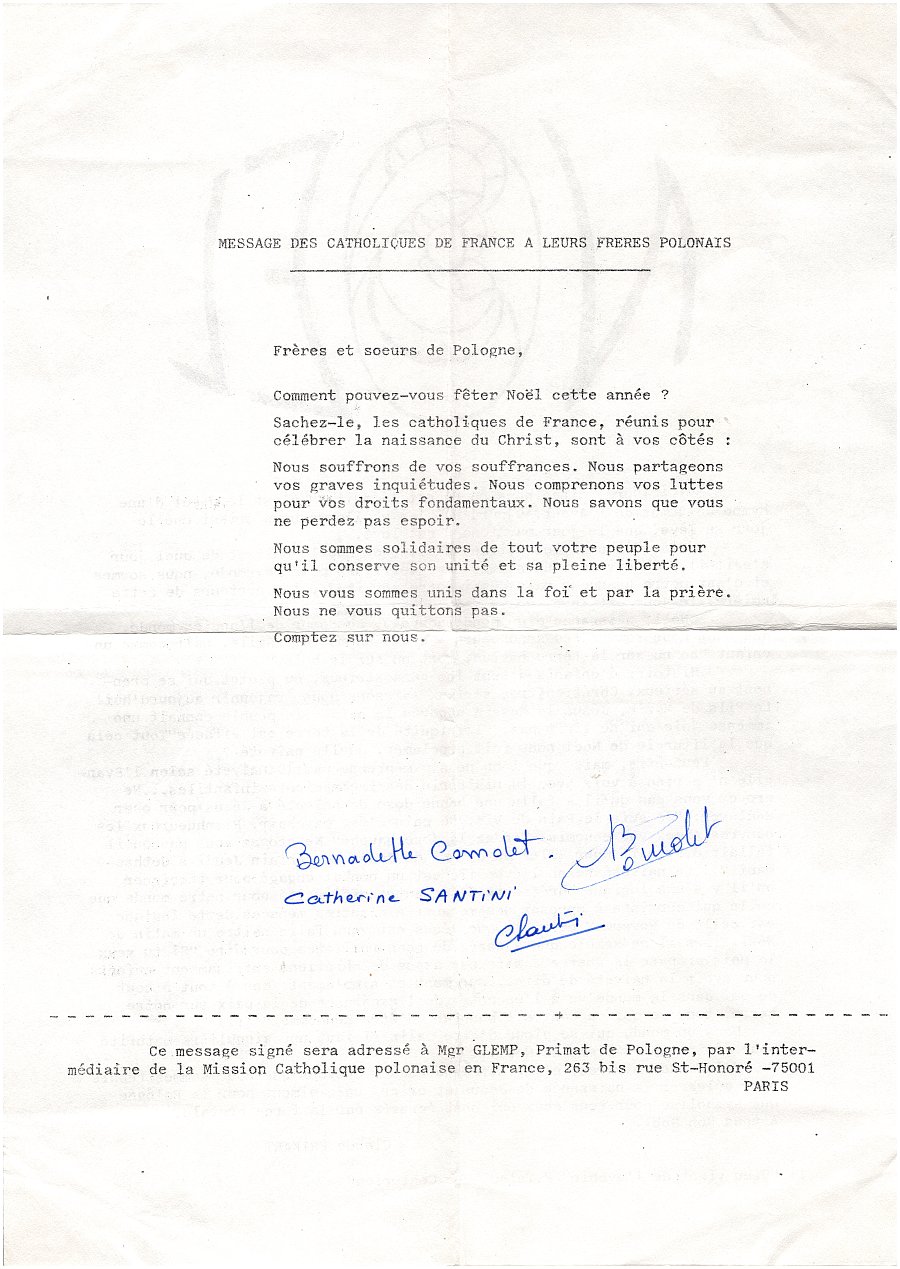 MESSAGE DES CATHOLIQUES DE FRANCE A LEURS FRERES POLONAIS
Frères et soeurs de Pologne,
Comment pouvez-vous fêter Noël cette année ?
Sachez-le, les catholiques de France, réunis pour
célébrer la naissance du Christ, sont à vos côtés :
Nous souffrons de vos souffrances. Nous partageons
vos graves inquiétudes. Nous comprenons vos luttes
pour vos droits fondamentaux. Nous savons que vous
ne perdez pas espoir.
Nous sommes solidaires de tout votre peuple pour
qu'il conserve son unité et sa pleine liberté.
Nous vous sommes unis dans la foi et par la prière.
Nous ne vous quittons pas.
Comptez sur nous.
Bernadette Comolet.
Catherine SANTINI
Ce message signé sera adressé à Mgr GLEMP, Primat de Pologne, par l'inter-
médiaire de la Mission Catholique polonaise en France, 263 bis rue St-Honoré -75001
PARIS